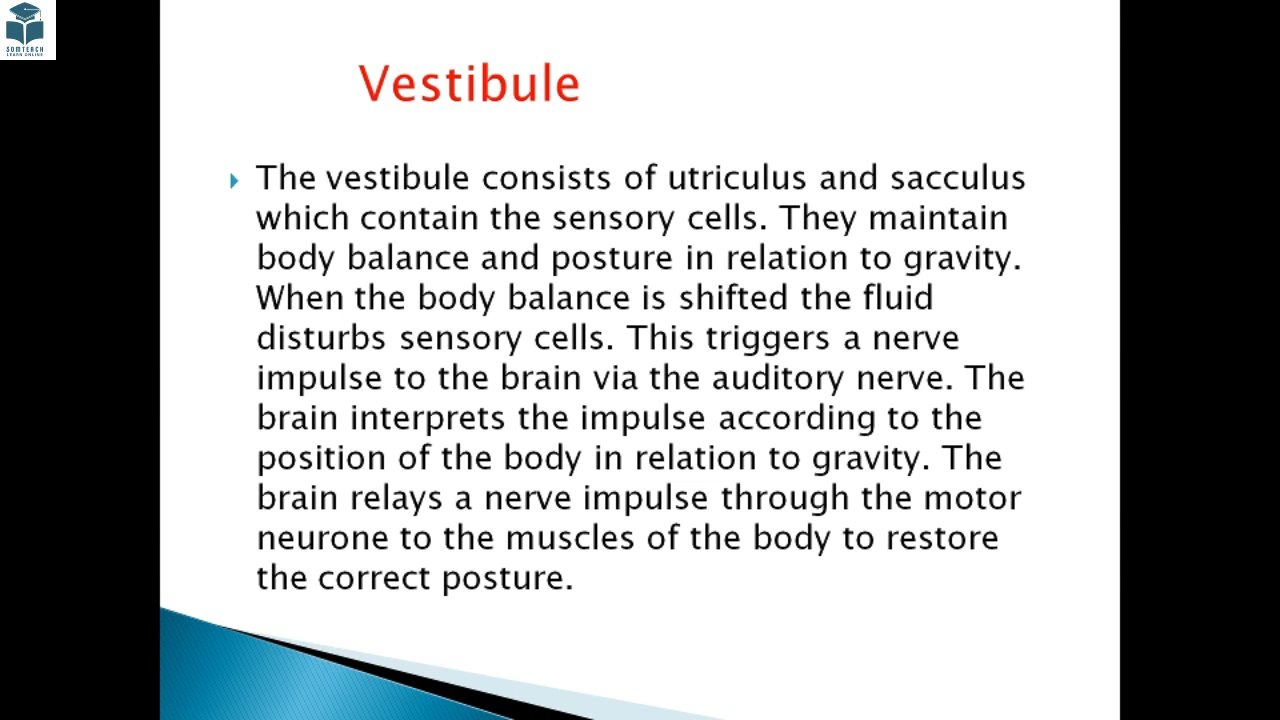 SOMTEACH
LEARN ONLINE
Vestibule
The vestibule consists of utriculus and sacculus
which contain the sensory cells. They maintain
body balance and posture in relation to gravity.
When the body balance is shifted the fluid
disturbs sensory cells. This triggers a nerve
impulse to the brain via the auditory nerve. The
brain interprets the impulse according to the
position of the body in relation to gravity. The
brain relays a nerve impulse through the motor
neurone to the muscles of the body to restore
the correct posture.